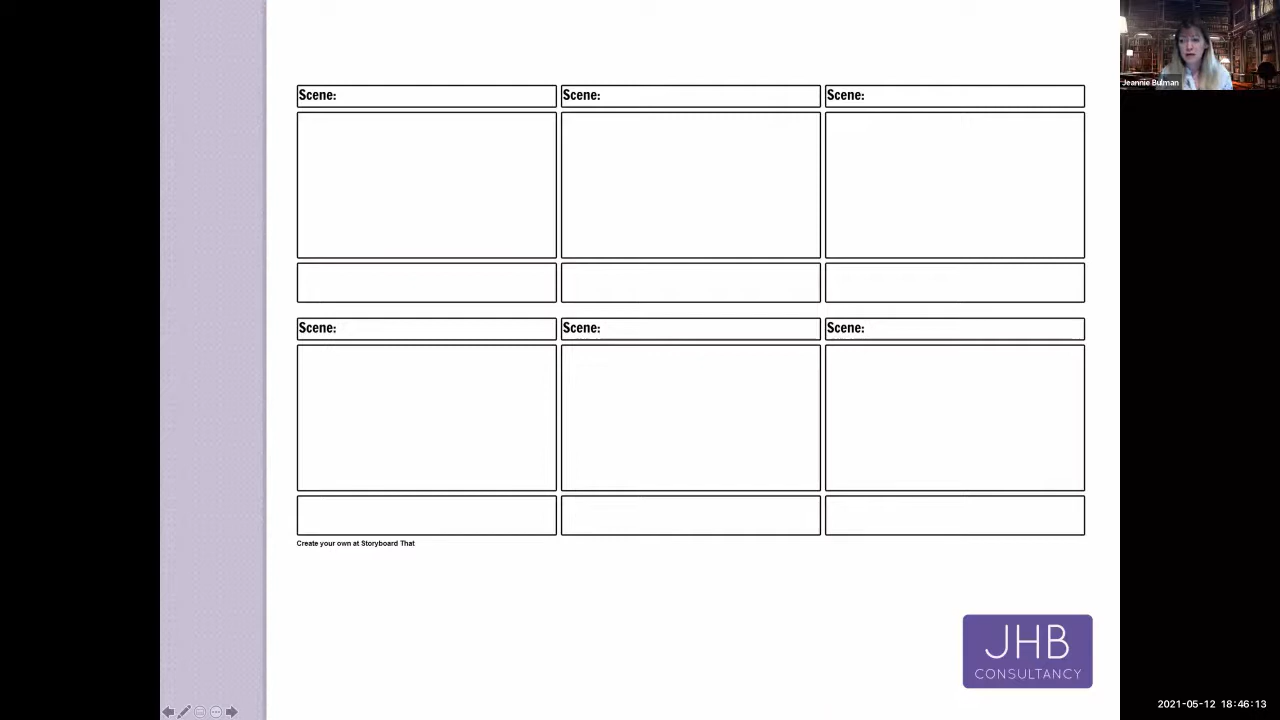 Jeannie Bulman
Scene: Scene: Scene:
Scene: Scene: Scene:
Create your own at Storyboard That
JHB
CONSULTANCY
2021-05-12 18:46:13